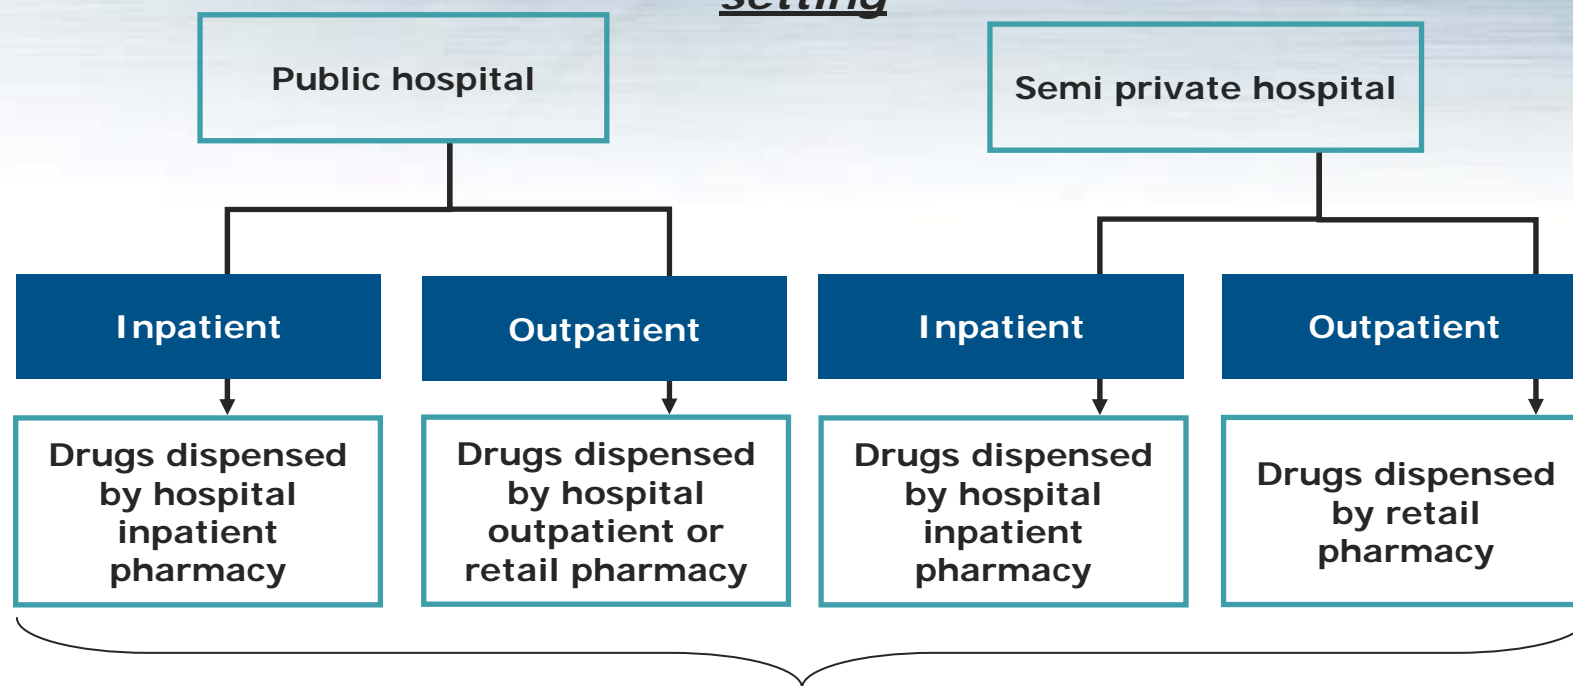 setting
Public hospital
Semi private hospital
Inpatient
Outpatient
Inpatient
Outpatient
Drugs dispensed
by hospital
inpatient
pharmacy
Drugs dispensed
by hospital
outpatient or
retail pharmacy
Drugs dispensed
by hospital
inpatient
pharmacy
Drugs dispensed
by retail
pharmacy